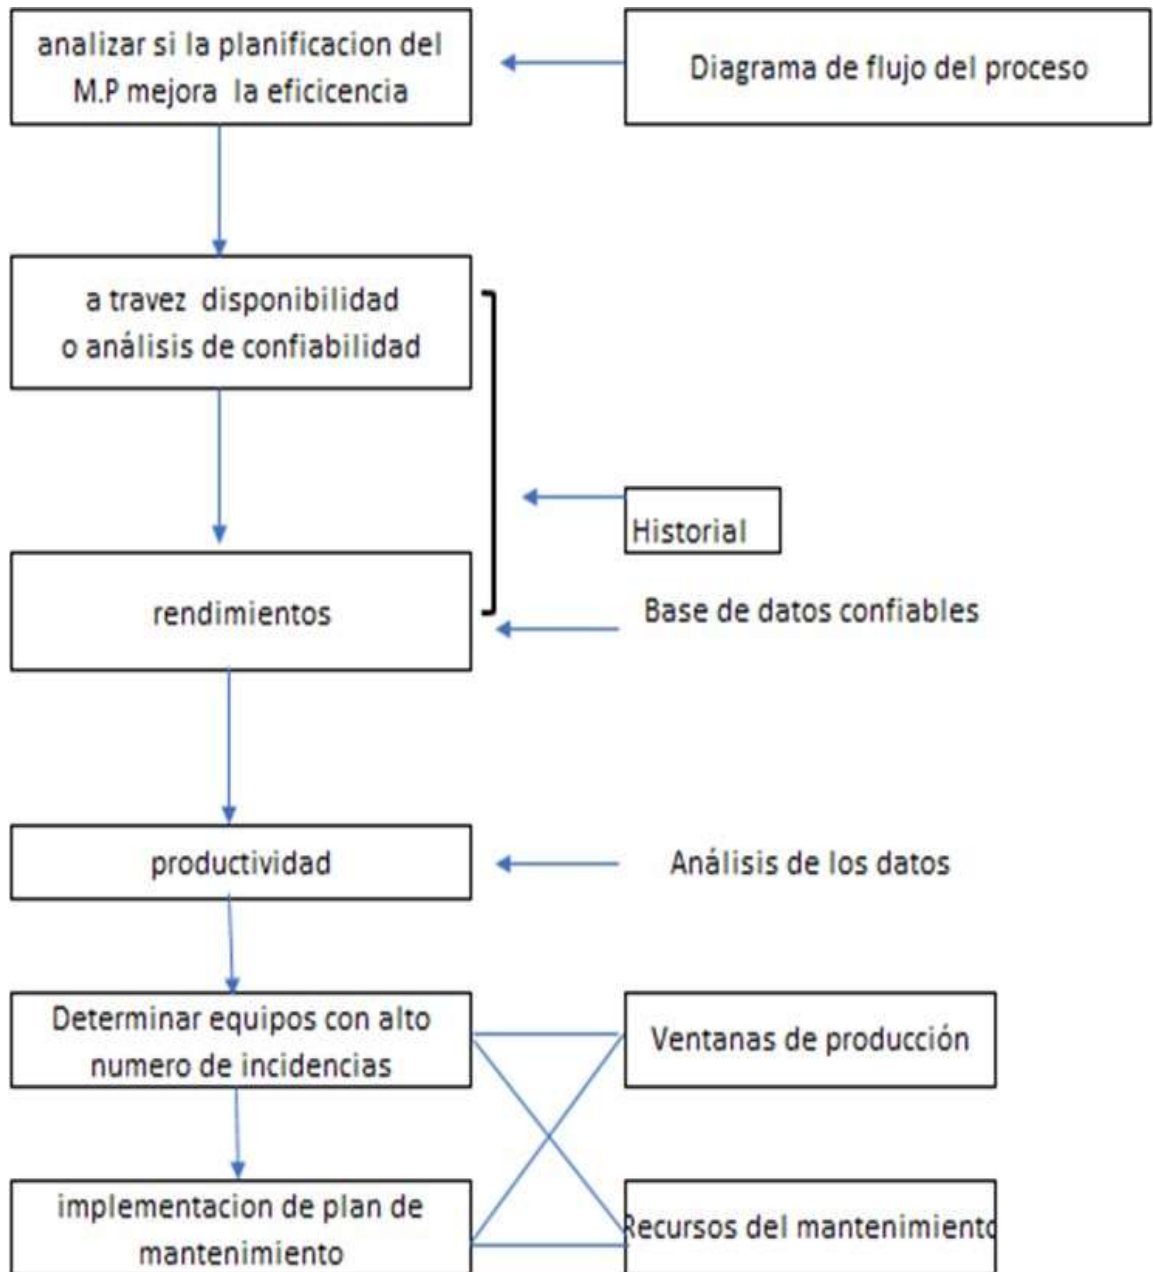 analizar si la planificacion del
M.P mejora la eficicencia
Diagrama de flujo del proceso
a travez disponibilidad
o análisis de confiabilidad
Historial
rendimientos
Base de datos confiables
productividad
Análisis de los datos
Determinar equipos con alto
numero de incidencias
Ventanas de producción
implementacion de plan de
mantenimiento
Recursos del mantenimiento